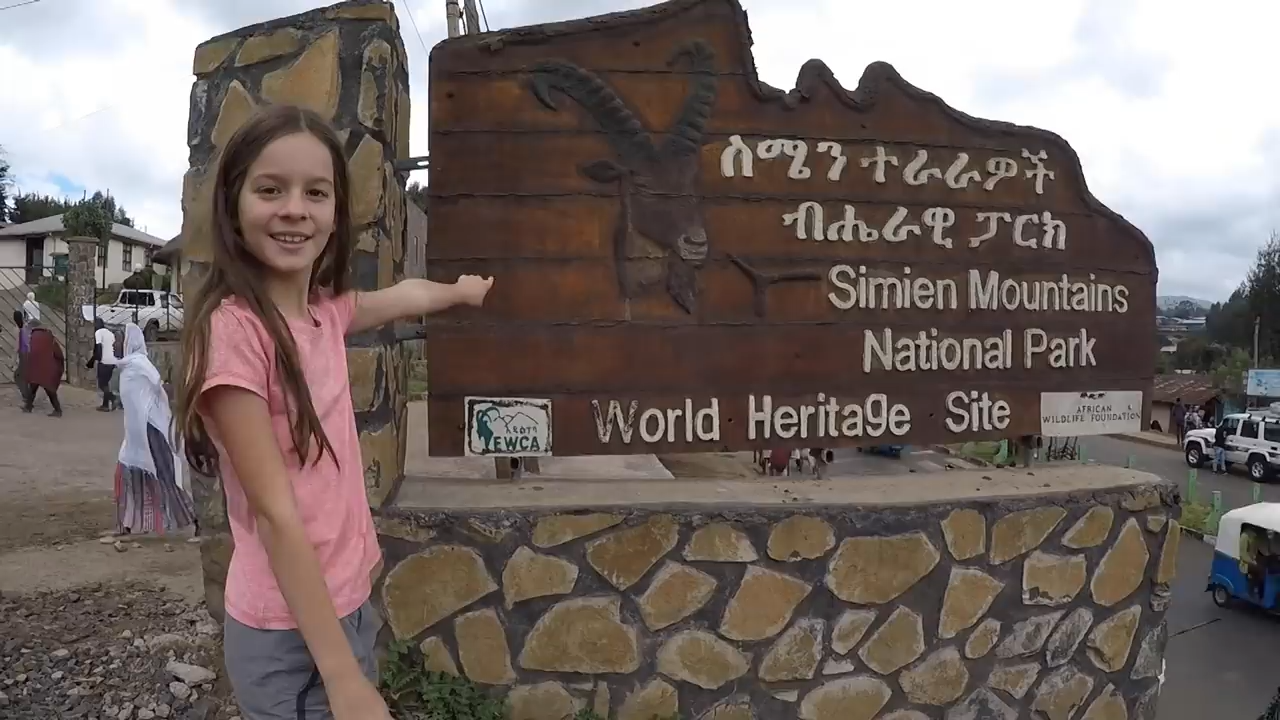 ስሜን ተራራዎች
ብሔራዊ ፓርክ
Simien Mountains
National Park
World Heritage Site
EWCA
AFRICAN
WILDLIFE FOUNDATION